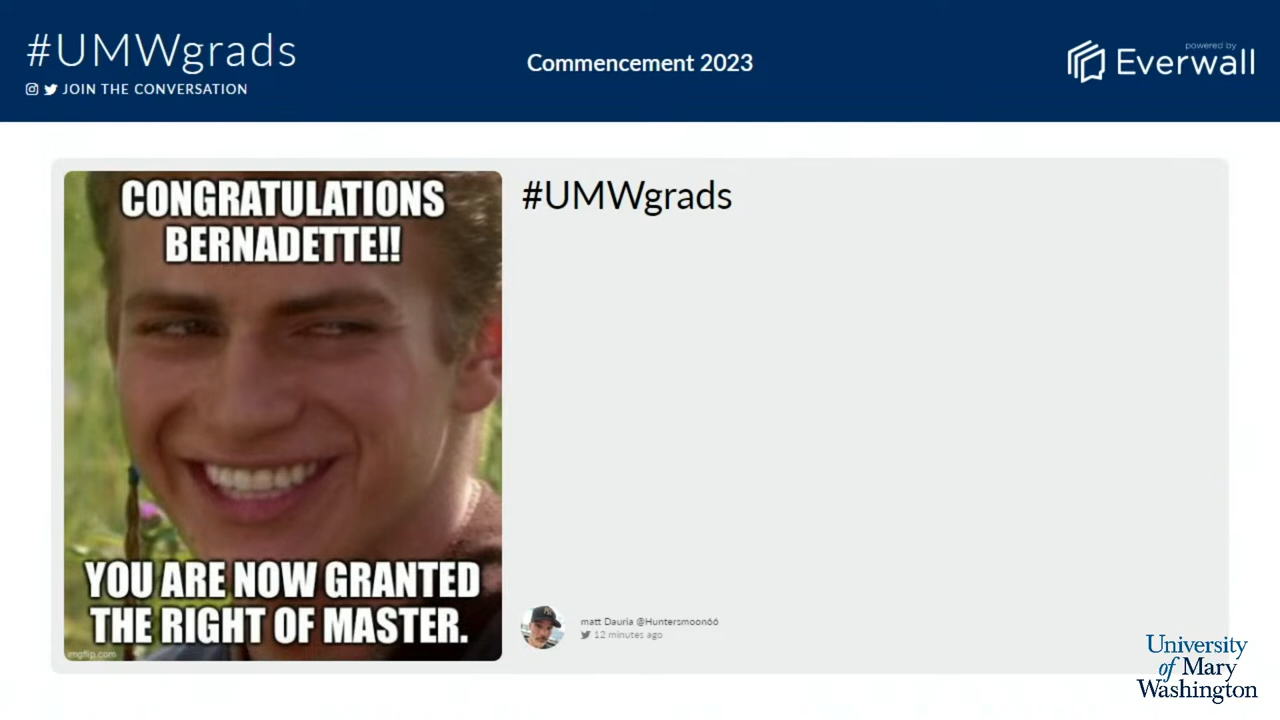 #UMWgrads
JOIN THE CONVERSATION
Commencement 2023
powered by
Everwall
CONGRATULATIONS
BERNADETTE!!
YOU ARE NOW GRANTED
THE RIGHT OF MASTER.
imgflip.com
#UMWgrads
matt Dauria @Huntersmoon66
12 minutes ago
University
of Mary
Washington